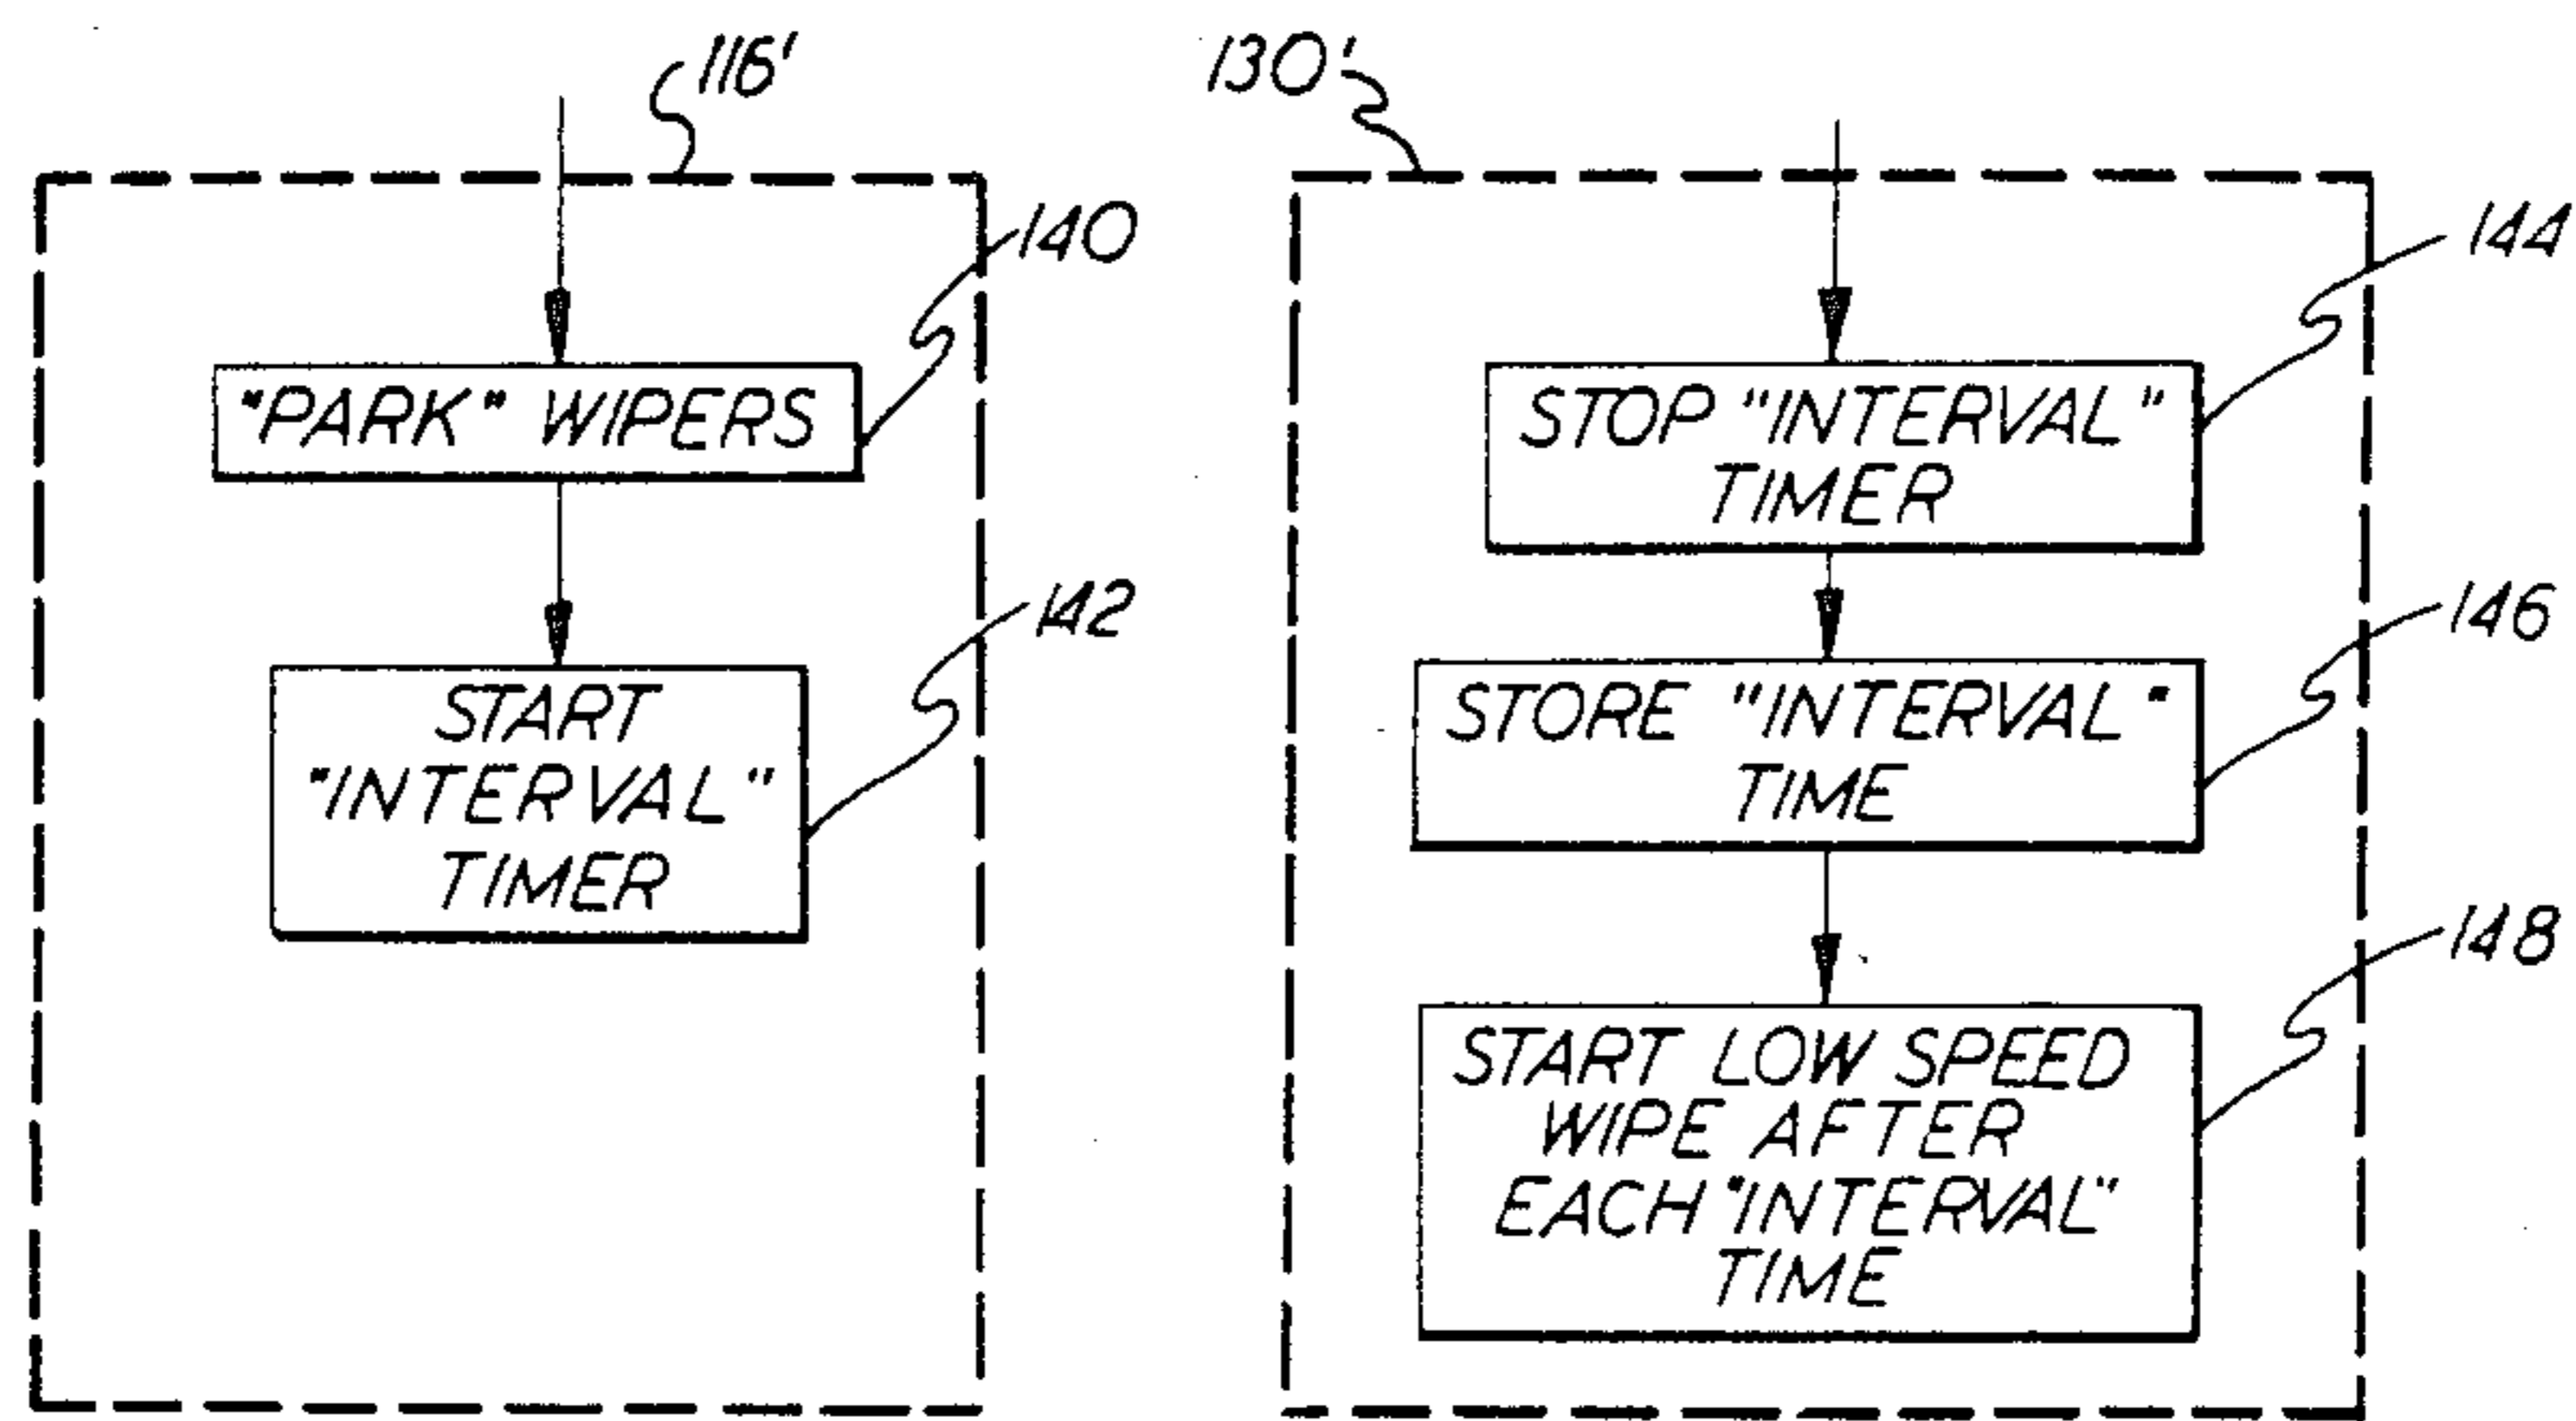 116'
140
"PARK" WIPERS
142
START
"INTERVAL"
TIMER
130'
144
STOP "INTERVAL"
TIMER
146
STORE "INTERVAL"
TIME
148
START LOW SPEED
WIPE AFTER
EACH "INTERVAL"
TIME